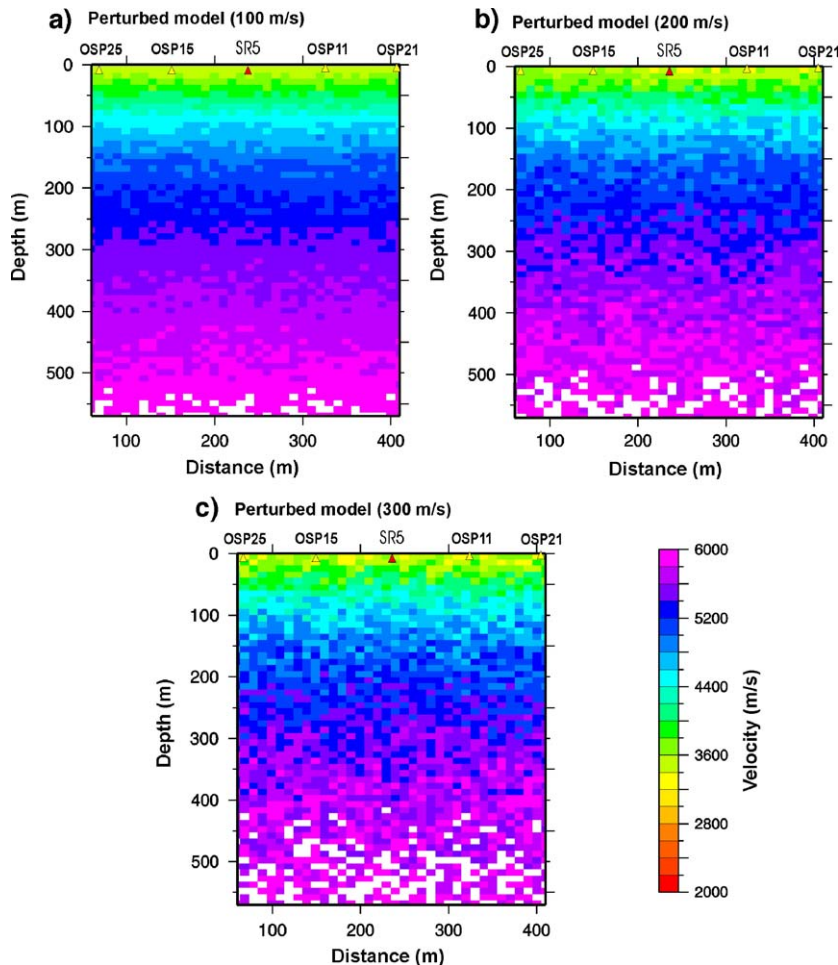 a) Perturbed model (100 m/s)
OSP25 OSP15 SR5 OSP11 OSP21
0
100
200
300
400
500
Depth (m)
100 200 300 400
Distance (m)
b) Perturbed model (200 m/s)
OSP25 OSP15 SR5 OSP11 OSP21
0
100
200
300
400
500
Depth (m)
100 200 300 400
Distance (m)
c) Perturbed model (300 m/s)
OSP25 OSP15 SR5 OSP11 OSP21
0
100
200
300
400
500
Depth (m)
100 200 300 400
Distance (m)
6000
5200
4400
3600
2800
2000
Velocity (m/s)